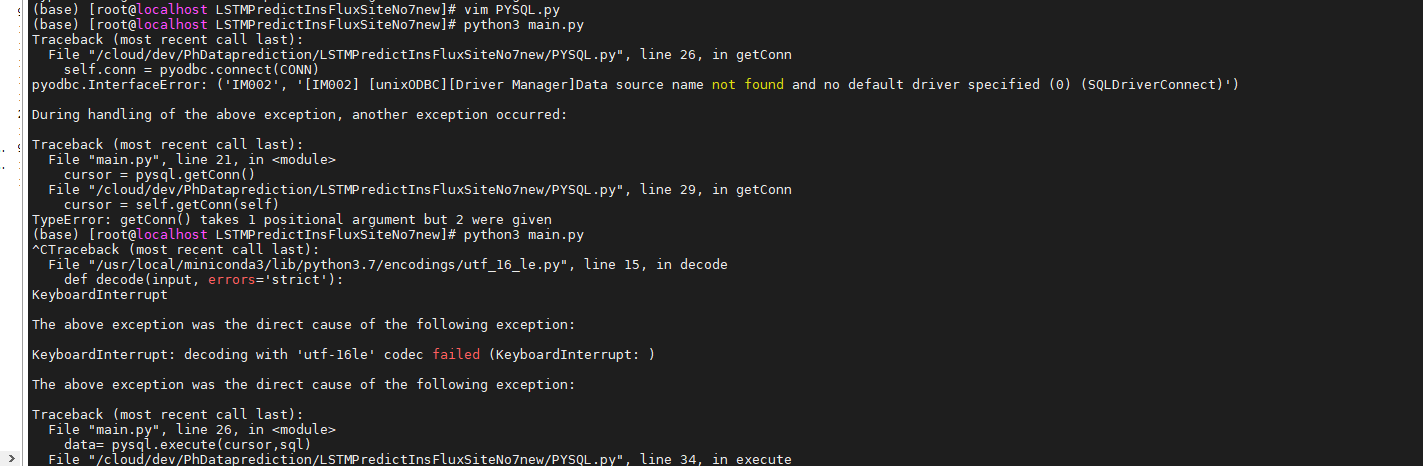 (base) [root@localhost LSTMPredictInsFluxSiteNo7new]# vim PYSQL.py
(base) [root@localhost LSTMPredictInsFluxSiteNo7new]# python3 main.py
Traceback (most recent call last):
  File "/cloud/dev/PhDataprediction/LSTMPredictInsFluxSiteNo7new/PYSQL.py", line 26, in getConn
    self.conn = pyodbc.connect(CONN)
pyodbc.InterfaceError: ('IM002', '[IM002] [unixODBC][Driver Manager]Data source name not found and no default driver specified (0) (SQLDriverConnect)')

During handling of the above exception, another exception occurred:

Traceback (most recent call last):
  File "main.py", line 21, in <module>
    cursor = pysql.getConn()
  File "/cloud/dev/PhDataprediction/LSTMPredictInsFluxSiteNo7new/PYSQL.py", line 29, in getConn
    cursor = self.getConn(self)
TypeError: getConn() takes 1 positional argument but 2 were given
(base) [root@localhost LSTMPredictInsFluxSiteNo7new]# python3 main.py
^CTraceback (most recent call last):
  File "/usr/local/miniconda3/lib/python3.7/encodings/utf_16_le.py", line 15, in decode
    def decode(input, errors='strict'):
KeyboardInterrupt

The above exception was the direct cause of the following exception:

KeyboardInterrupt: decoding with 'utf-16le' codec failed (KeyboardInterrupt: )

The above exception was the direct cause of the following exception:

Traceback (most recent call last):
  File "main.py", line 26, in <module>
    data= pysql.execute(cursor,sql)
  File "/cloud/dev/PhDataprediction/LSTMPredictInsFluxSiteNo7new/PYSQL.py", line 34, in execute